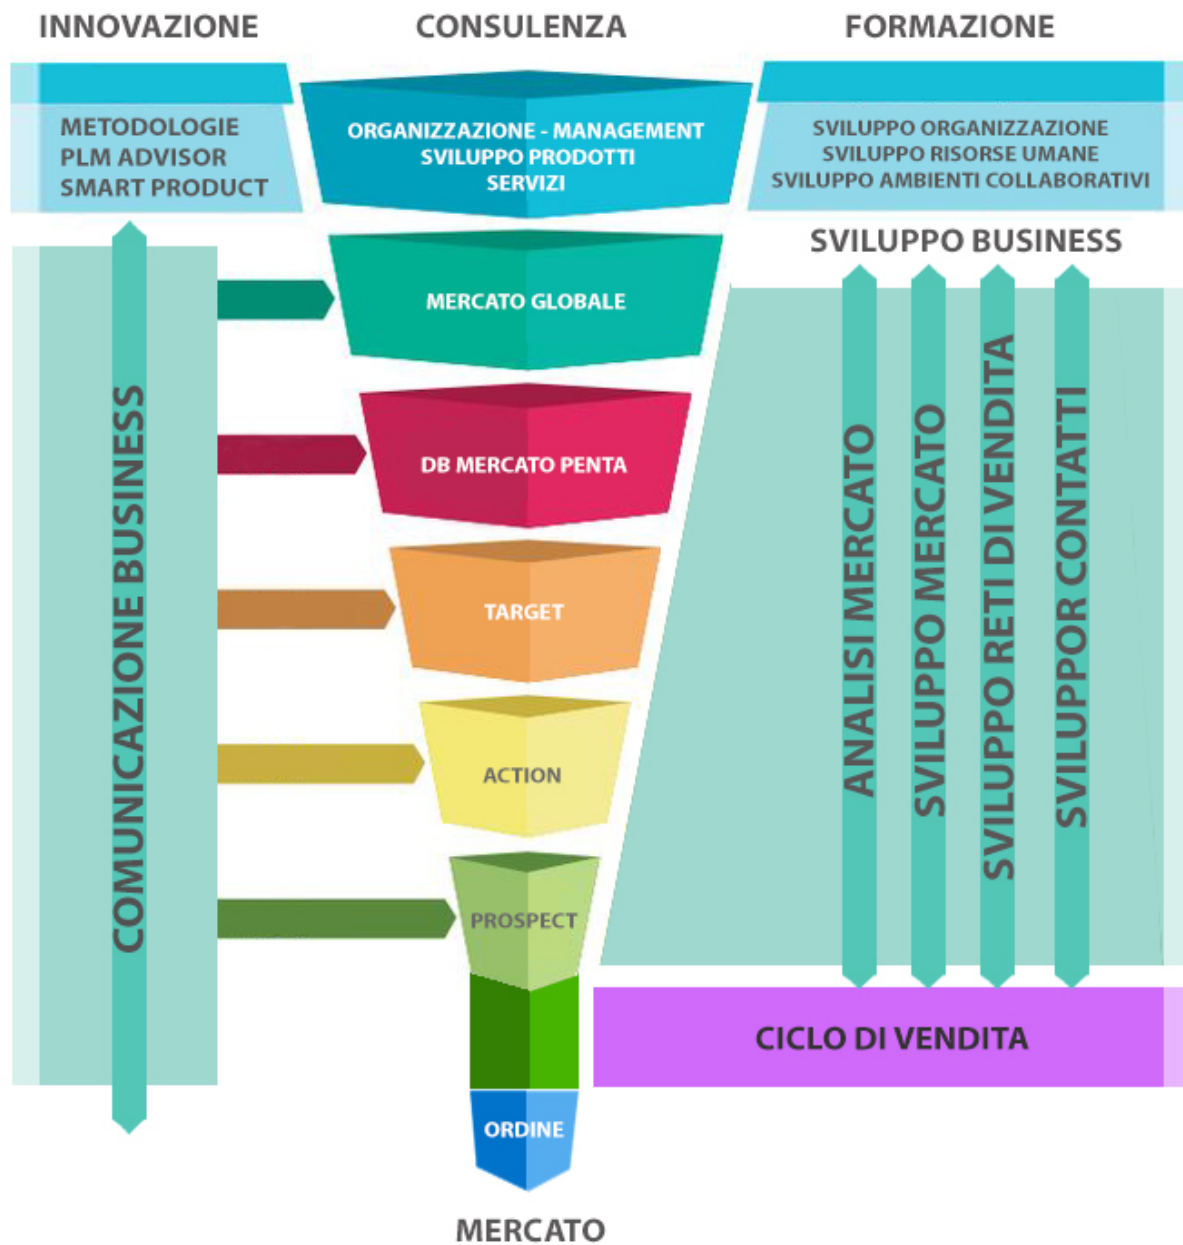 INNOVAZIONE
CONSULENZA
FORMAZIONE
METODOLOGIE
PLM ADVISOR
SMART PRODUCT
ORGANIZZAZIONE - MANAGEMENT
SVILUPPO PRODOTTI
SERVIZI
SVILUPPO ORGANIZZAZIONE
SVILUPPO RISORSE UMANE
SVILUPPO AMBIENTI COLLABORATIVI
SVILUPPO BUSINESS
COMUNICAZIONE BUSINESS
MERCATO GLOBALE
DB MERCATO PENTA
TARGET
ACTION
PROSPECT
ANALISI MERCATO
SVILUPPO MERCATO
SVILUPPO RETI DI VENDITA
SVILUPPOR CONTATTI
CICLO DI VENDITA
ORDINE
MERCATO